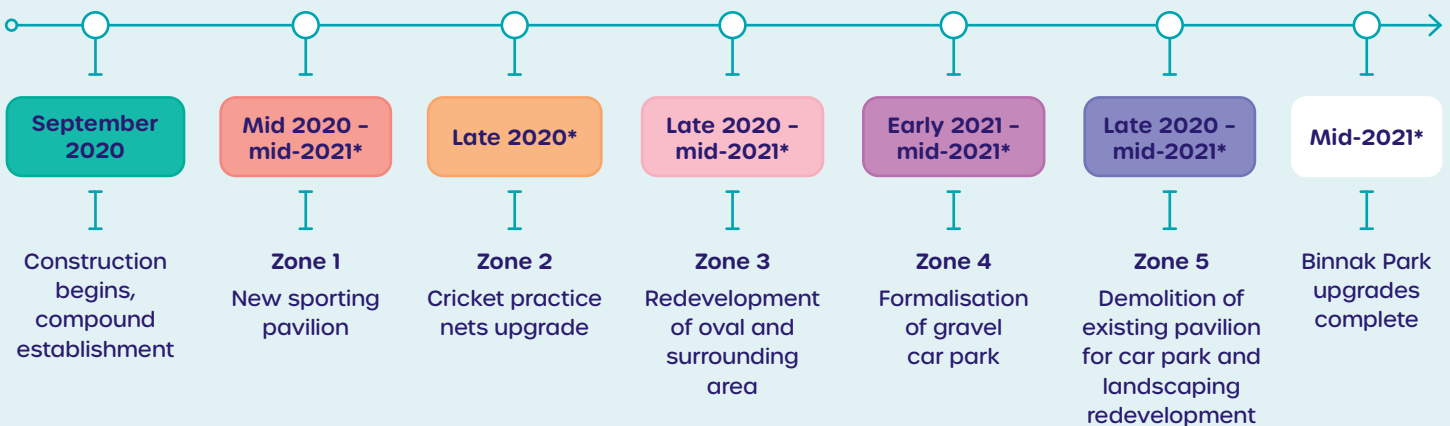 September
2020
Construction
begins,
compound
establishment
Mid 2020 –
mid-2021*
Zone 1
New sporting
pavilion
Late 2020*
Zone 2
Cricket practice
nets upgrade
Late 2020 –
mid-2021*
Zone 3
Redevelopment
of oval and
surrounding
area
Early 2021 –
mid-2021*
Zone 4
Formalisation
of gravel
car park
Late 2020 –
mid-2021*
Zone 5
Demolition of
existing pavilion
for car park and
landscaping
redevelopment
Mid-2021*
Binnak Park
upgrades
complete